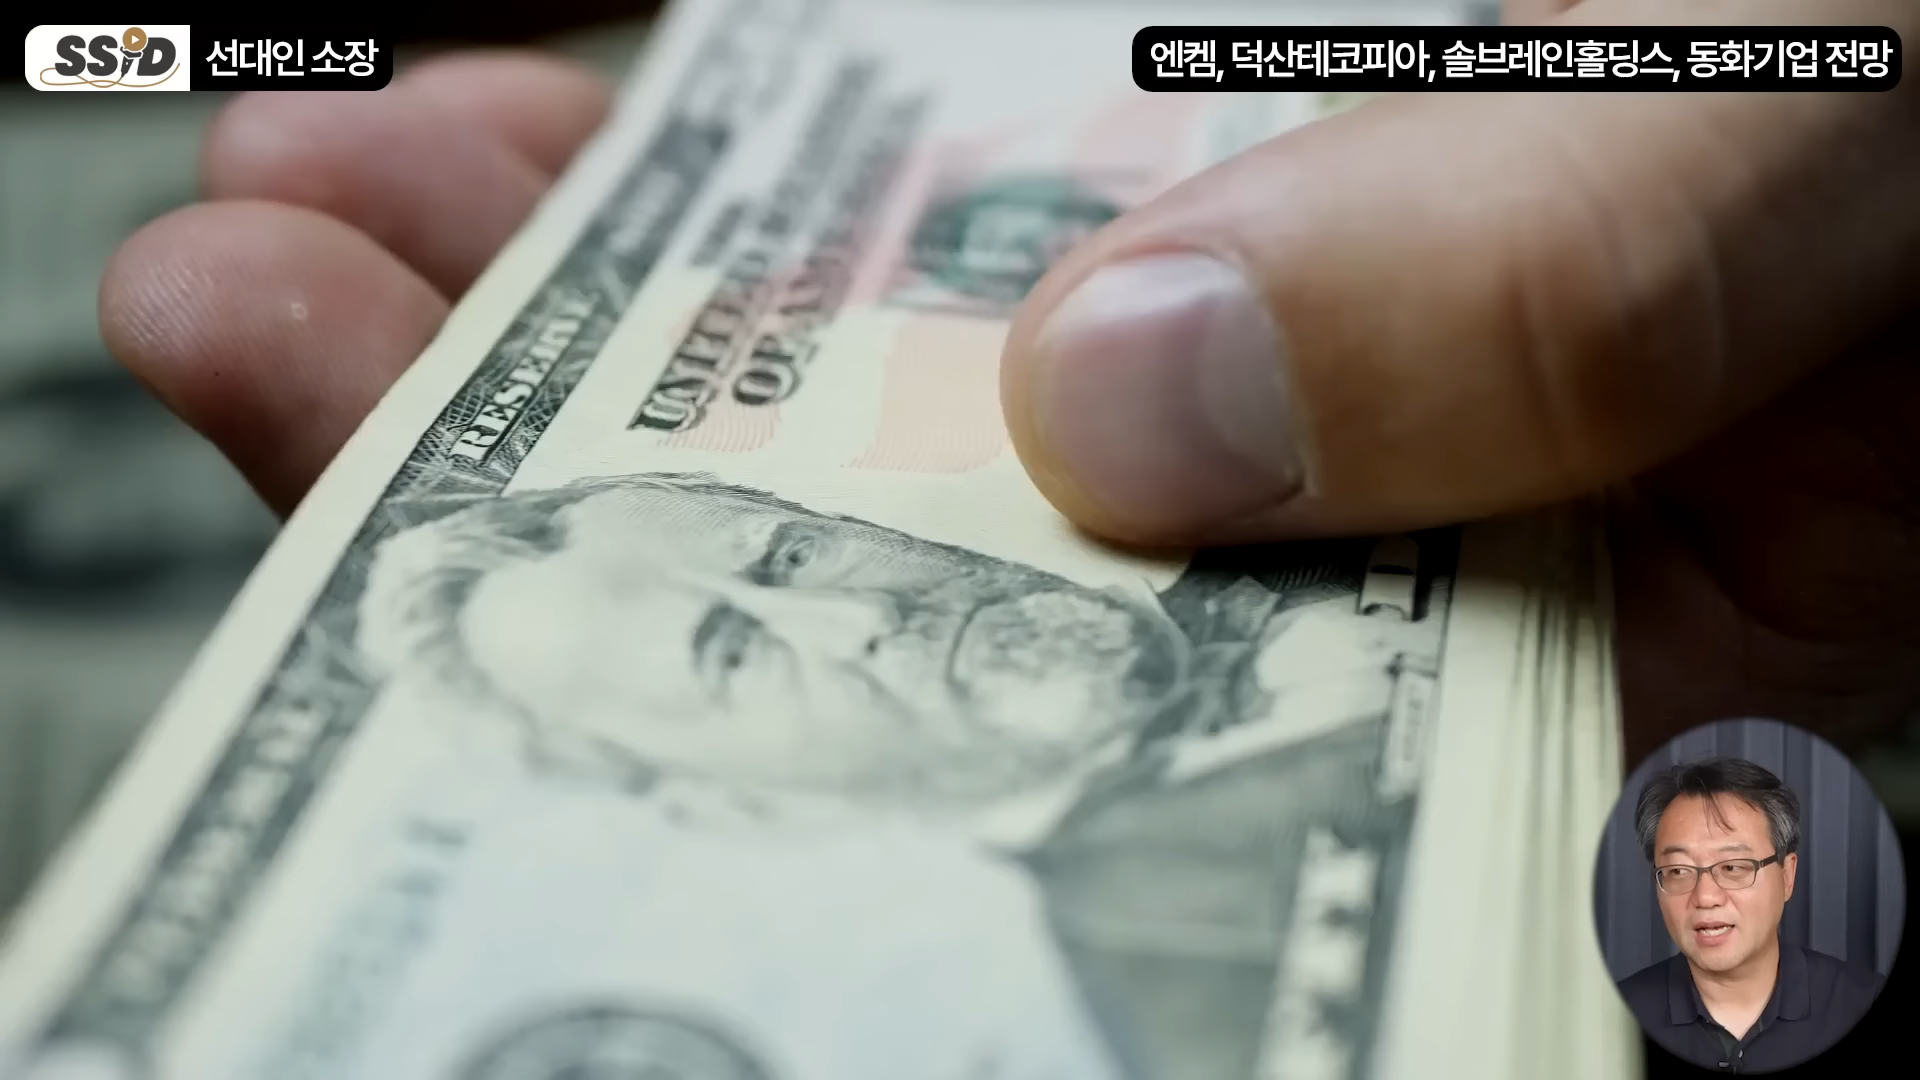 SSiD 선대인 소장
엔켐, 덕산테코피아, 솔브레인홀딩스, 동화기업 전망
RESERVE
UNITED
OF AM